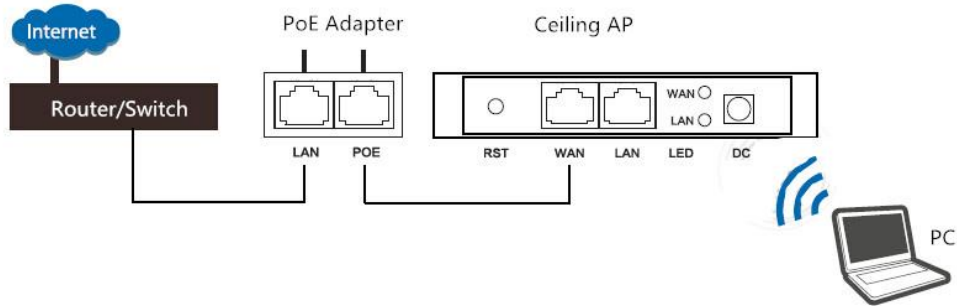 PoE Adapter
Ceiling AP
Internet
Router/Switch
WAN
LAN
LAN
POE
RST
WAN
LAN
LED
DC
PC